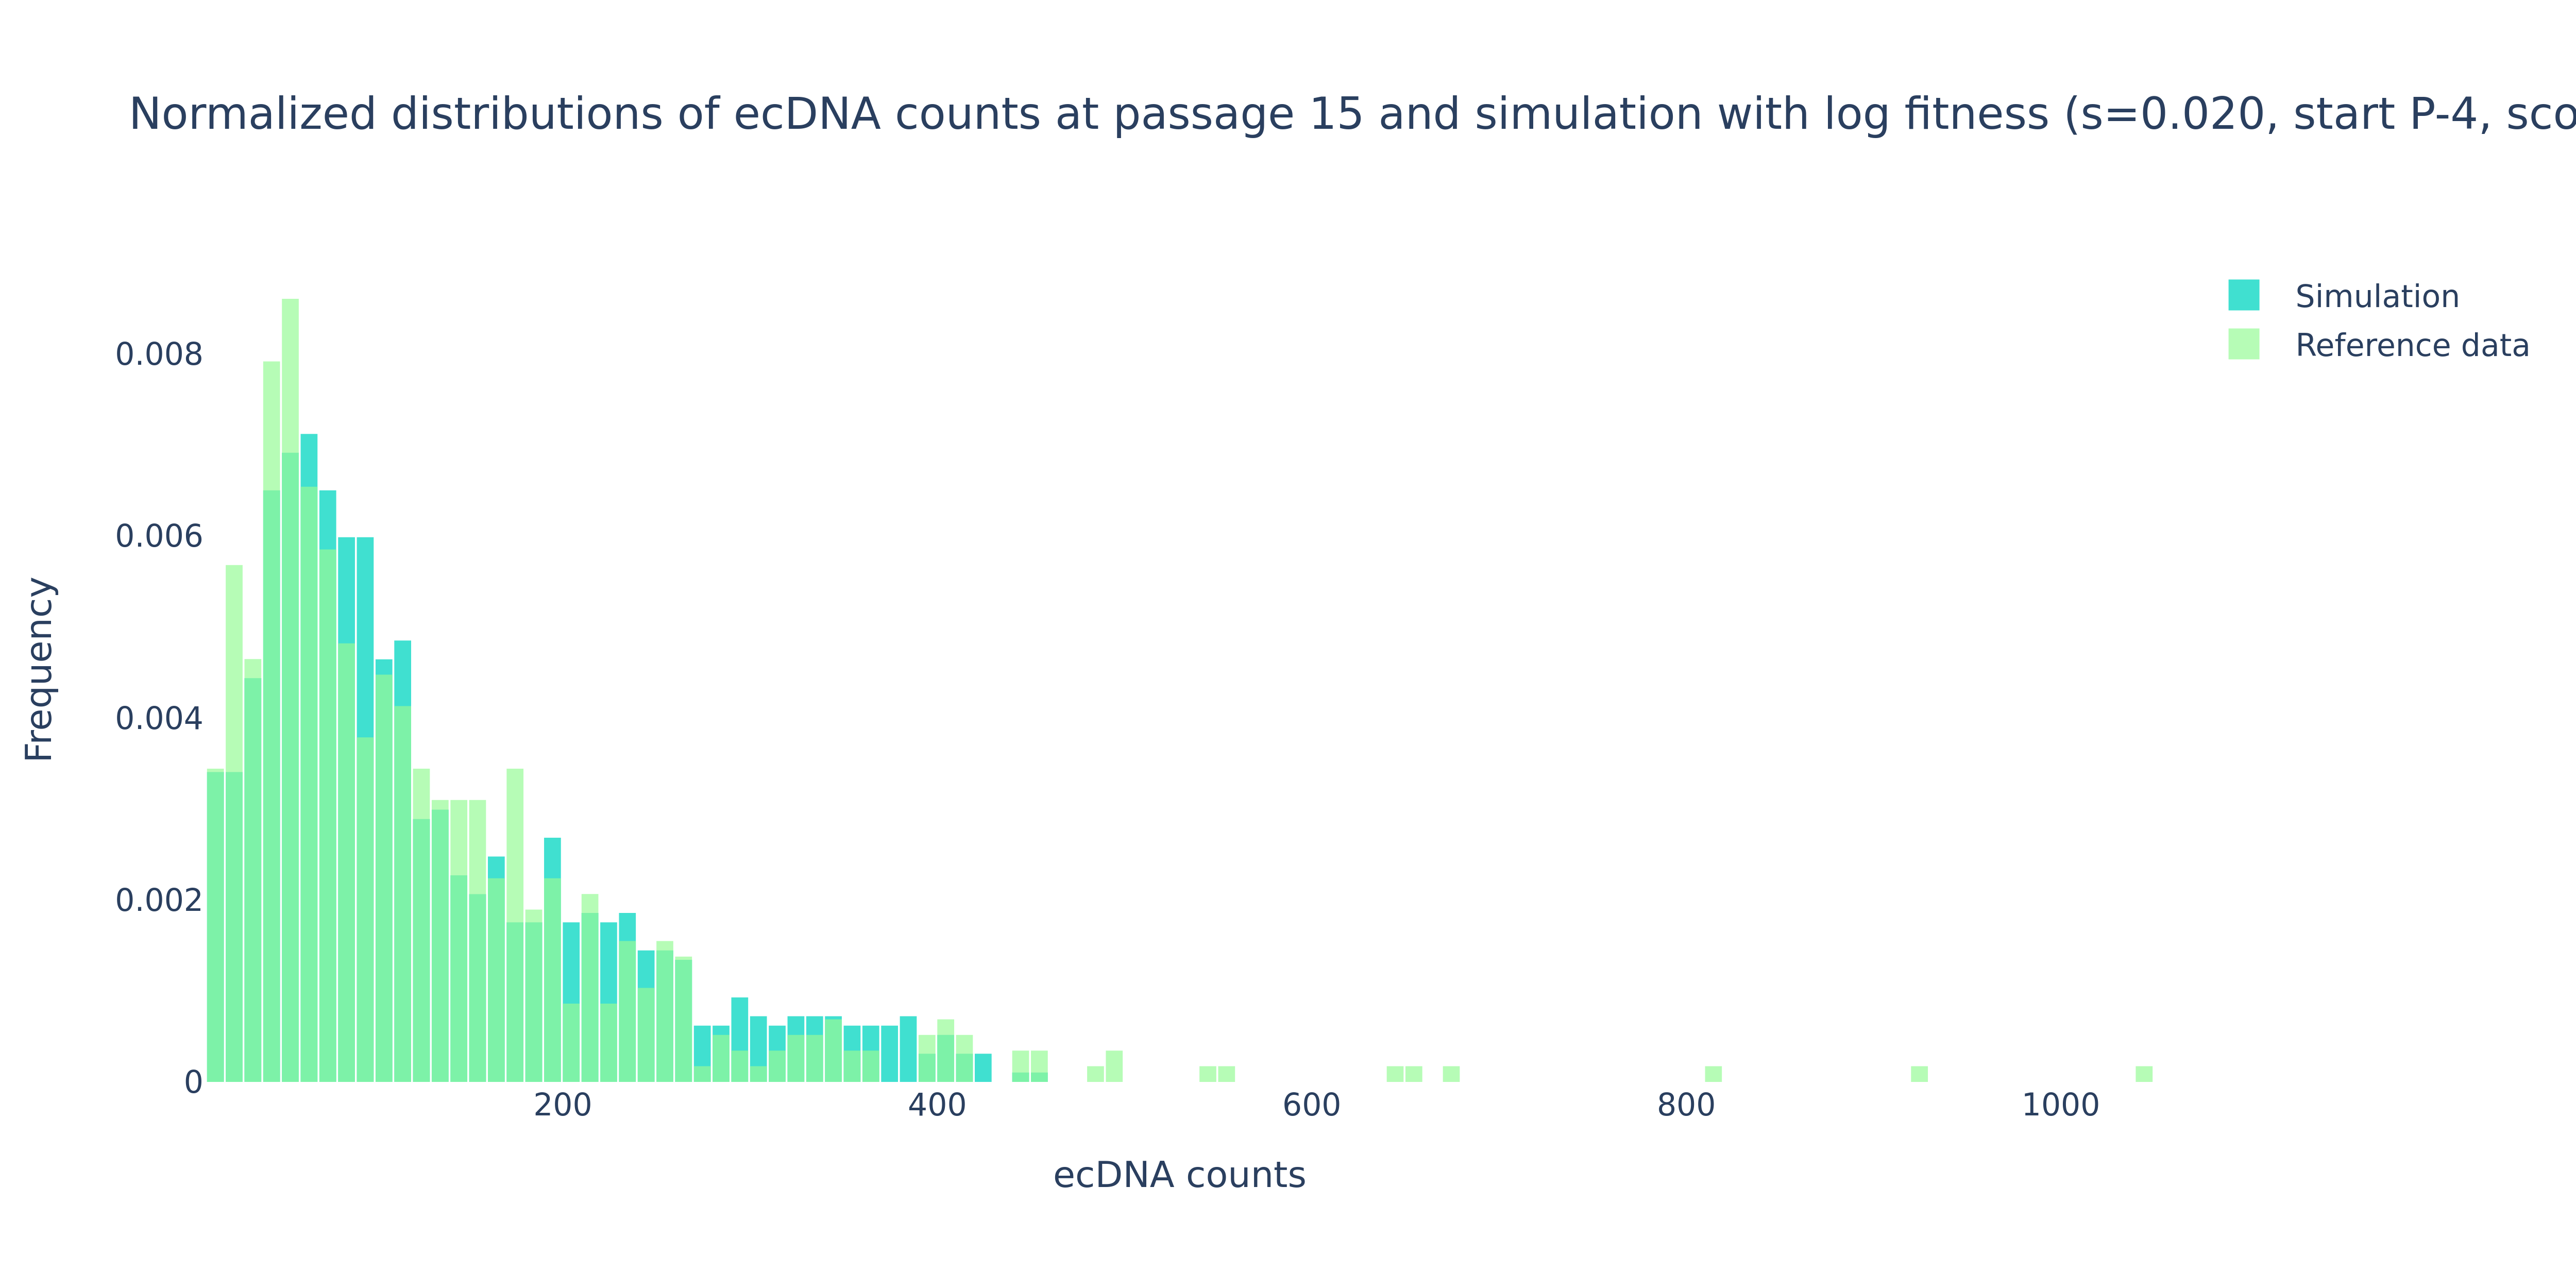 Normalized distributions of ecDNA counts at passage 15 and simulation with log fitness (s=0.020, start P-4, sco
Simulation
Reference data
0.008
0.006
0.004
0.002
0
Frequency
200 400 600 800 1000
ecDNA counts